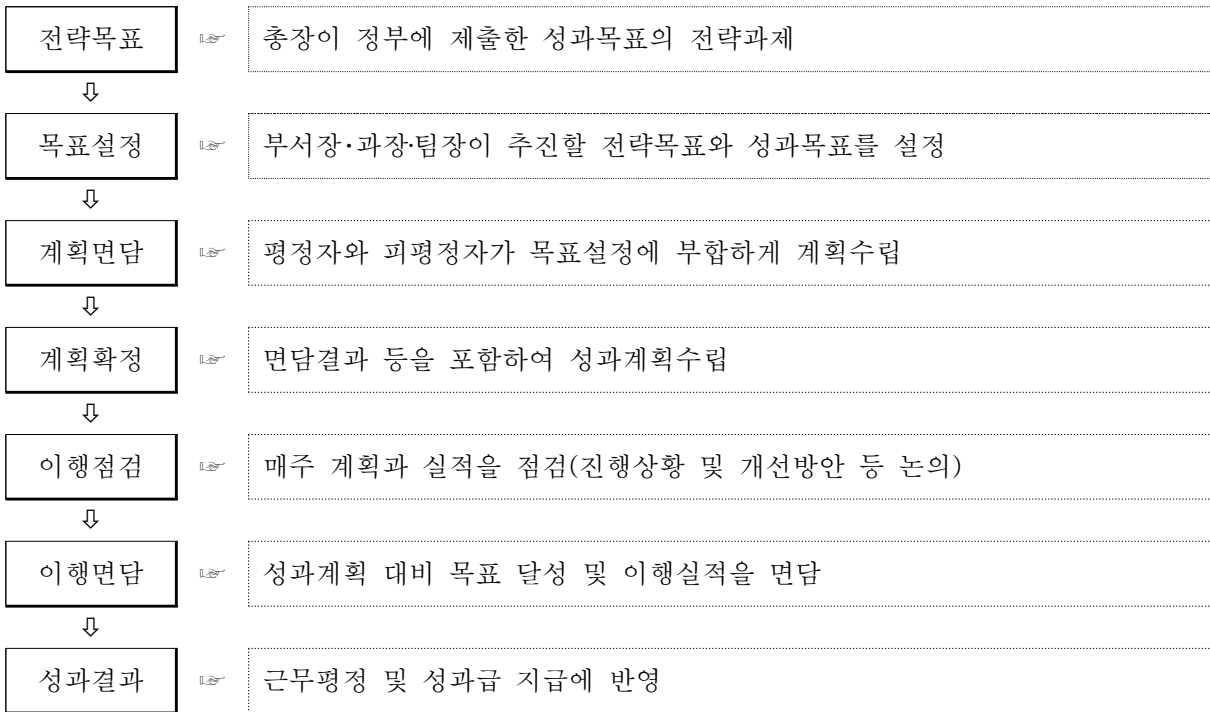 전략목표 ☞ 총장이 정부에 제출한 성과목표의 전략과제
⇩
목표설정 ☞ 부서장·과장·팀장이 추진할 전략목표와 성과목표를 설정
⇩
계획면담 ☞ 평정자와 피평정자가 목표설정에 부합하게 계획수립
⇩
계획확정 ☞ 면담결과 등을 포함하여 성과계획수립
⇩
이행점검 ☞ 매주 계획과 실적을 점검(진행상황 및 개선방안 등 논의)
⇩
이행면담 ☞ 성과계획 대비 목표 달성 및 이행실적을 면담
⇩
성과결과 ☞ 근무평정 및 성과급 지급에 반영